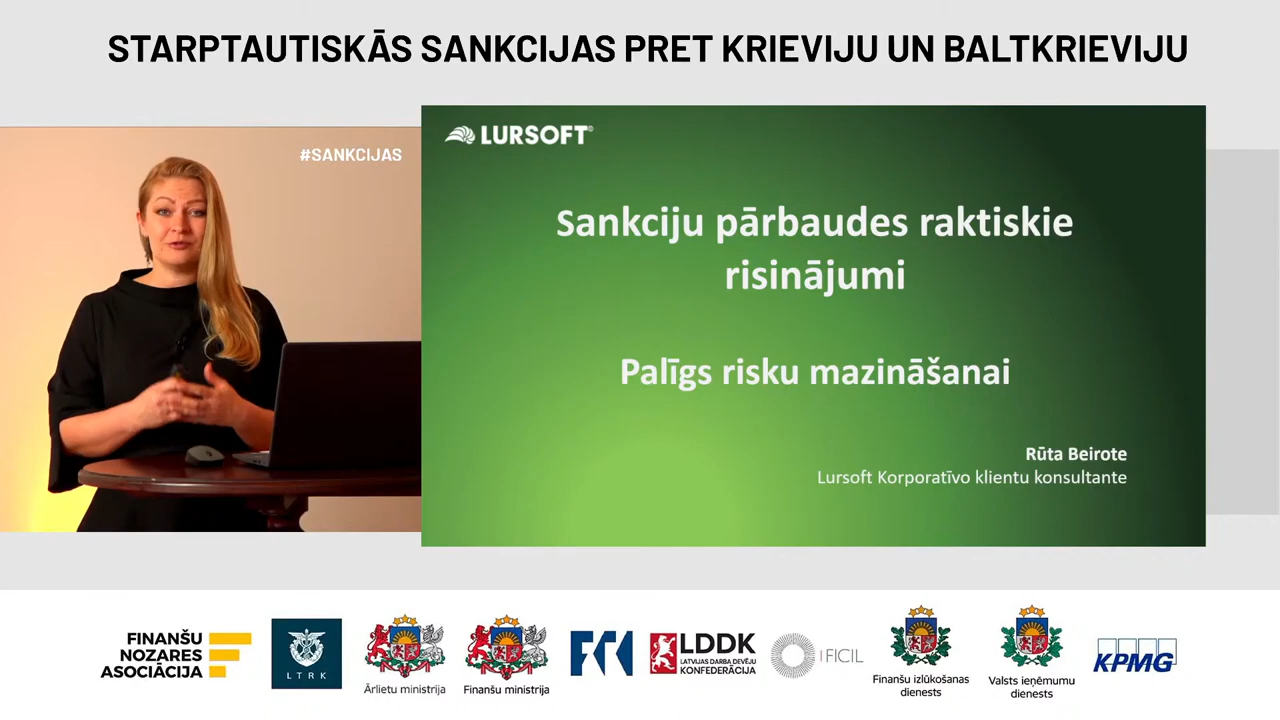 STARPTAUTISKĀS SANKCIJAS PRET KRIEVIJU UN BALTKRIEVIJU
#SANKCIJAS
LURSOFT®
Sankciju pārbaudes raktiskie
risinājumi
Palīgs risku mazināšanai
Rūta Beirote
Lursoft Korporatīvo klientu konsultante
FINANŠU
NOZARES
ASOCIĀCIJA
LTRK
Ārlietu ministrija
Finanšu ministrija
FKTK
LDDK
LATVIJAS DARBA DEVĒJU
KONFEDERĀCIJA
FICIL
Finanšu izlūkošanas
dienests
Valsts ieņēmumu
dienests
KPMG